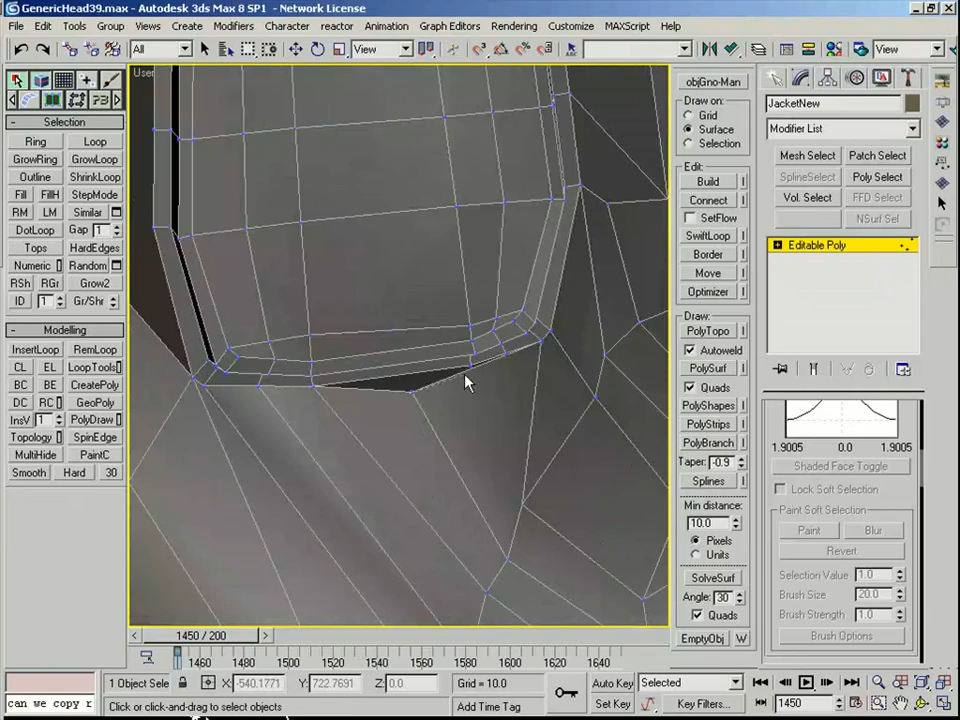 GenericHead39.max - Autodesk 3ds Max 8 SP1 - Network License
File Edit Tools Group Views Create Modifiers Character reactor Animation Graph Editors Rendering Customize MAXScript Help
All View View
User
objGno-Man
Draw on:
Grid
Surface
Selection
Edit:
Build I
Connect I
SetFlow
SwiftLoop I
Border I
Move I
Optimizer I
Draw:
PolyTopo I
Autoweld
PolySurf I
Quads
PolyShapes I
PolyStrips I
PolyBranch I
Taper: -0.9
Splines I
Min distance:
10.0
Pixels
Units
SolveSurf
Angle: 30
Quads
EmptyObj W
Selection
Ring Loop
GrowRing GrowLoop
Outline ShrinkLoop
Fill FillH StepMode
RM LM Similar
DotLoop Gap 1
Tops HardEdges
Numeric Random
RSh RGr Grow2
ID 1 Gr/Shr
Modelling
InsertLoop RemLoop
CL EL LoopTools
BC BE CreatePoly
DC RC GeoPoly
InsV 1 PolyDraw
Topology SpinEdge
MultiHide PaintC
Smooth Hard 30
JacketNew
Modifier List
Mesh Select Patch Select
SplineSelect Poly Select
Vol. Select FFD Select
NSurf Sel
Editable Poly
1.9005 0.0 1.9005
Shaded Face Toggle
Lock Soft Selection
Paint Soft Selection
Paint Blur
Revert
Selection Value 1.0
Brush Size 20.0
Brush Strength 1.0
Brush Options
1450 / 200
1460 1480 1500 1520 1540 1560 1580 1600 1620 1640
1 Object Sele X: -540.1771 Y: 722.7691 Z: 0.0 Grid = 10.0 Auto Key Selected
can we copy r Click or click-and-drag to select objects Add Time Tag Set Key Key Filters... 1450